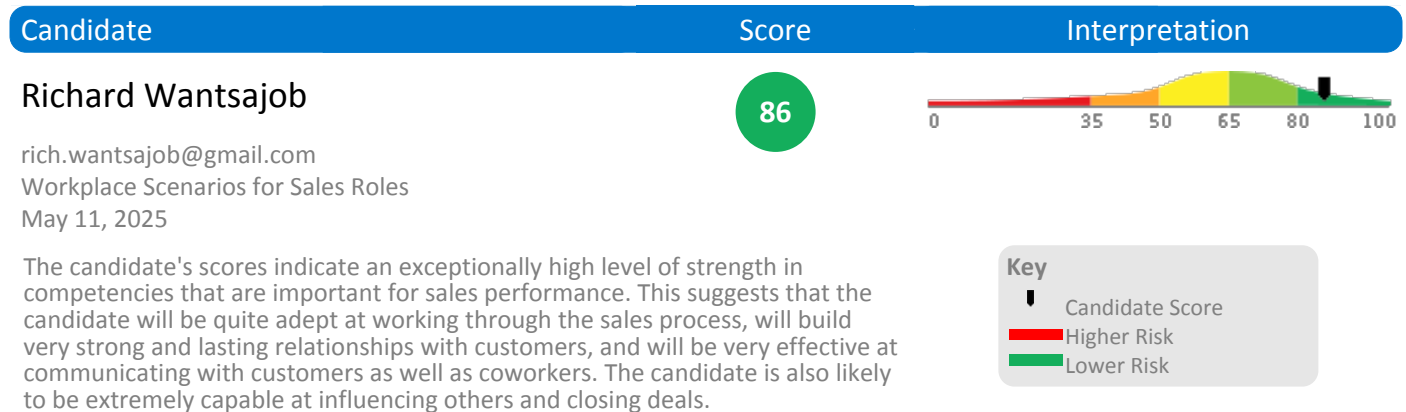 Candidate Score Interpretation
Richard Wantsajob
86
0 35 50 65 80 100
rich.wantsajob@gmail.com
Workplace Scenarios for Sales Roles
May 11, 2025
The candidate's scores indicate an exceptionally high level of strength in
competencies that are important for sales performance. This suggests that the
candidate will be quite adept at working through the sales process, will build
very strong and lasting relationships with customers, and will be very effective at
communicating with customers as well as coworkers. The candidate is also likely
to be extremely capable at influencing others and closing deals.
Key
Candidate Score
Higher Risk
Lower Risk